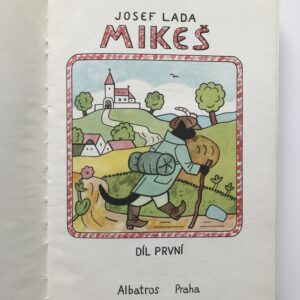 JOSEF LADA
MIKEŠ
DÍL PRVNÍ
Albatros Praha